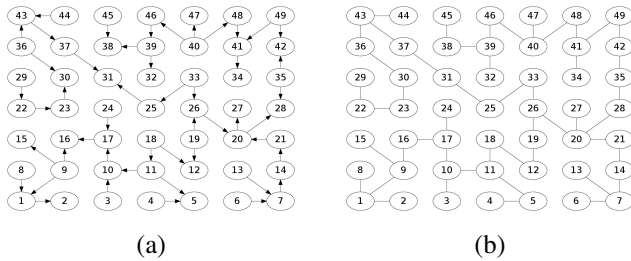 43 44 45 46 47 48 49 43 44 45 46 47 48 49
36 37 38 39 40 41 42 36 37 38 39 40 41 42
29 30 31 32 33 34 35 29 30 31 32 33 34 35
22 23 24 25 26 27 28 22 23 24 25 26 27 28
15 16 17 18 19 20 21 15 16 17 18 19 20 21
8 9 10 11 12 13 14 8 9 10 11 12 13 14
1 2 3 4 5 6 7 1 2 3 4 5 6 7
(a) (b)